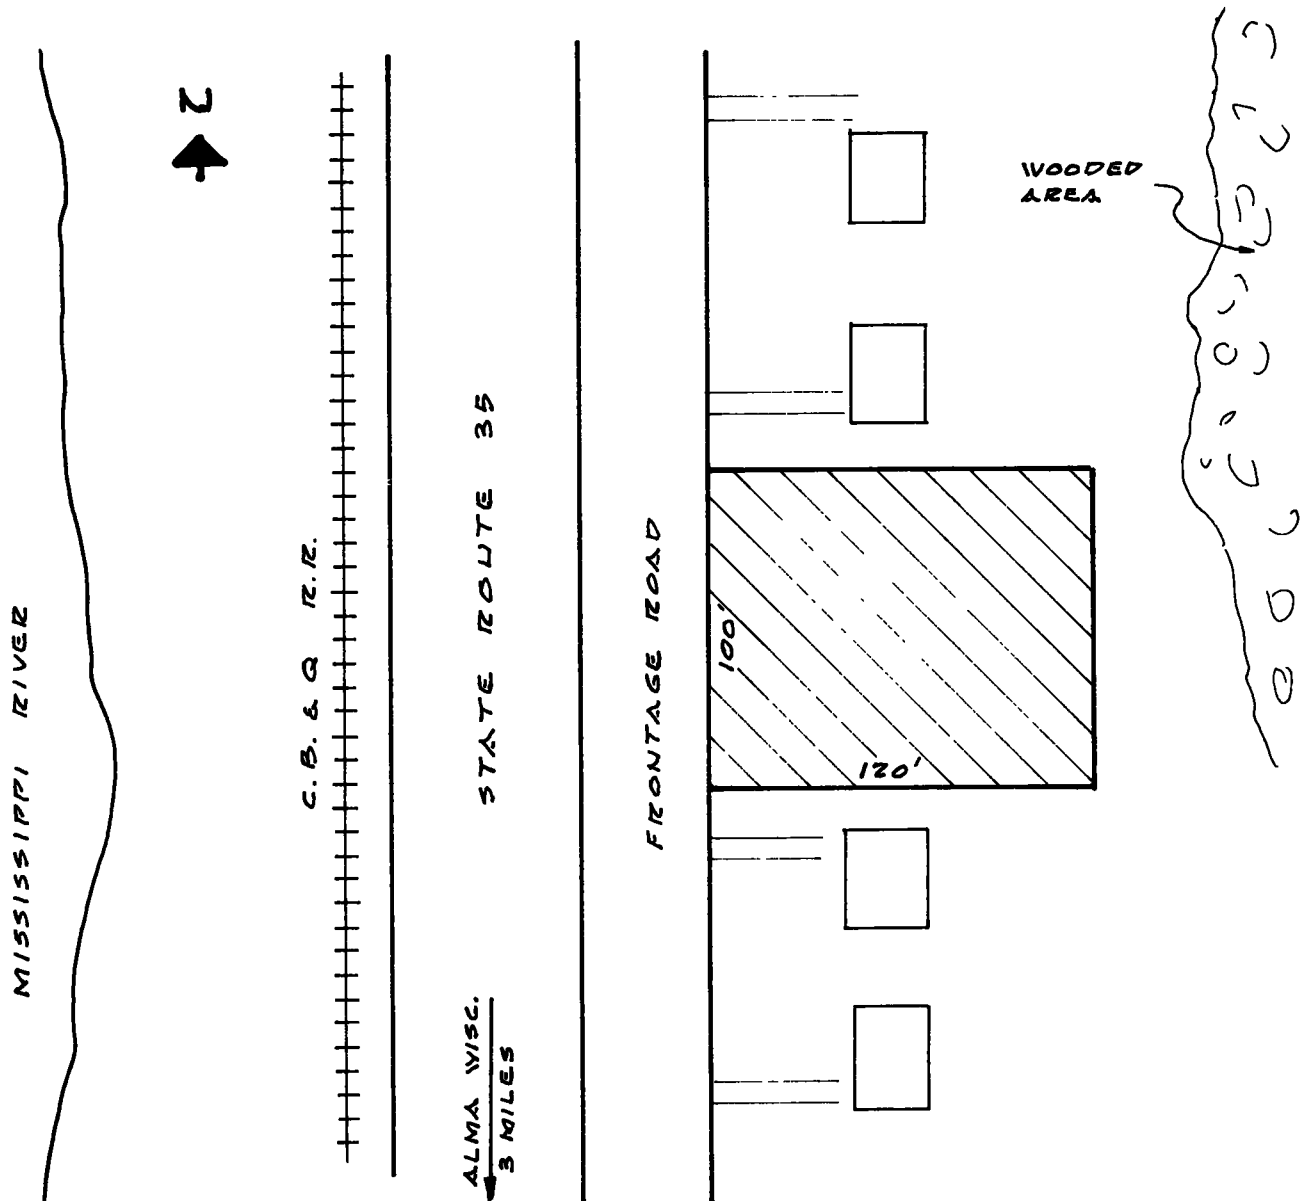 MISSISSIPPI RIVER
N
C.B. & Q R.R.
STATE ROUTE 35
ALMA WISC.
3 MILES
FRONTAGE ROAD
100'
120'
WOODED
AREA